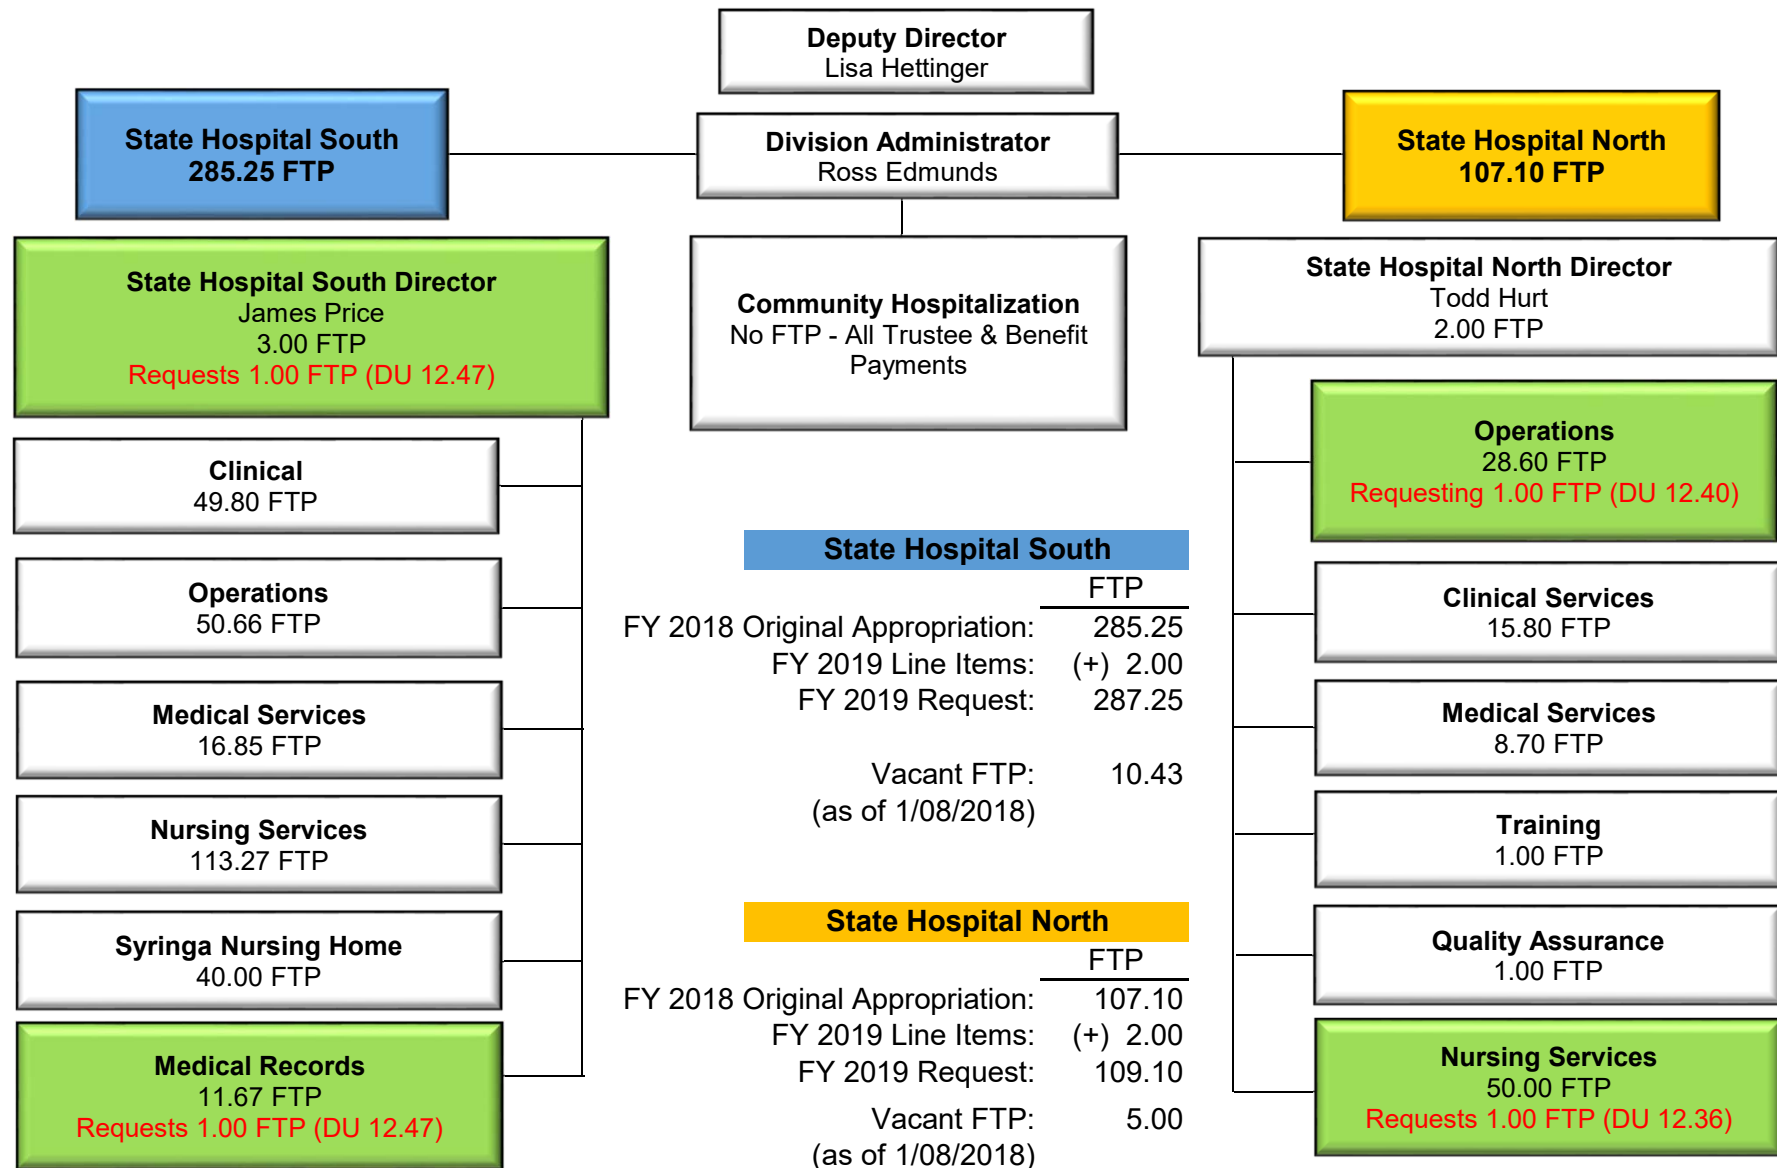 Deputy Director
Lisa Hettinger
State Hospital South
285.25 FTP
Division Administrator
Ross Edmunds
State Hospital North
107.10 FTP
State Hospital South Director
James Price
3.00 FTP
Requests 1.00 FTP (DU 12.47)
Community Hospitalization
No FTP - All Trustee & Benefit
Payments
State Hospital North Director
Todd Hurt
2.00 FTP
Clinical
49.80 FTP
Operations
50.66 FTP
Medical Services
16.85 FTP
Nursing Services
113.27 FTP
Syringa Nursing Home
40.00 FTP
Medical Records
11.67 FTP
Requests 1.00 FTP (DU 12.47)
State Hospital South
FTP
FY 2018 Original Appropriation: 285.25
FY 2019 Line Items: (+) 2.00
FY 2019 Request: 287.25
Vacant FTP: 10.43
(as of 1/08/2018)
State Hospital North
FTP
FY 2018 Original Appropriation: 107.10
FY 2019 Line Items: (+) 2.00
FY 2019 Request: 109.10
Vacant FTP: 5.00
(as of 1/08/2018)
Operations
28.60 FTP
Requesting 1.00 FTP (DU 12.40)
Clinical Services
15.80 FTP
Medical Services
8.70 FTP
Training
1.00 FTP
Quality Assurance
1.00 FTP
Nursing Services
50.00 FTP
Requests 1.00 FTP (DU 12.36)